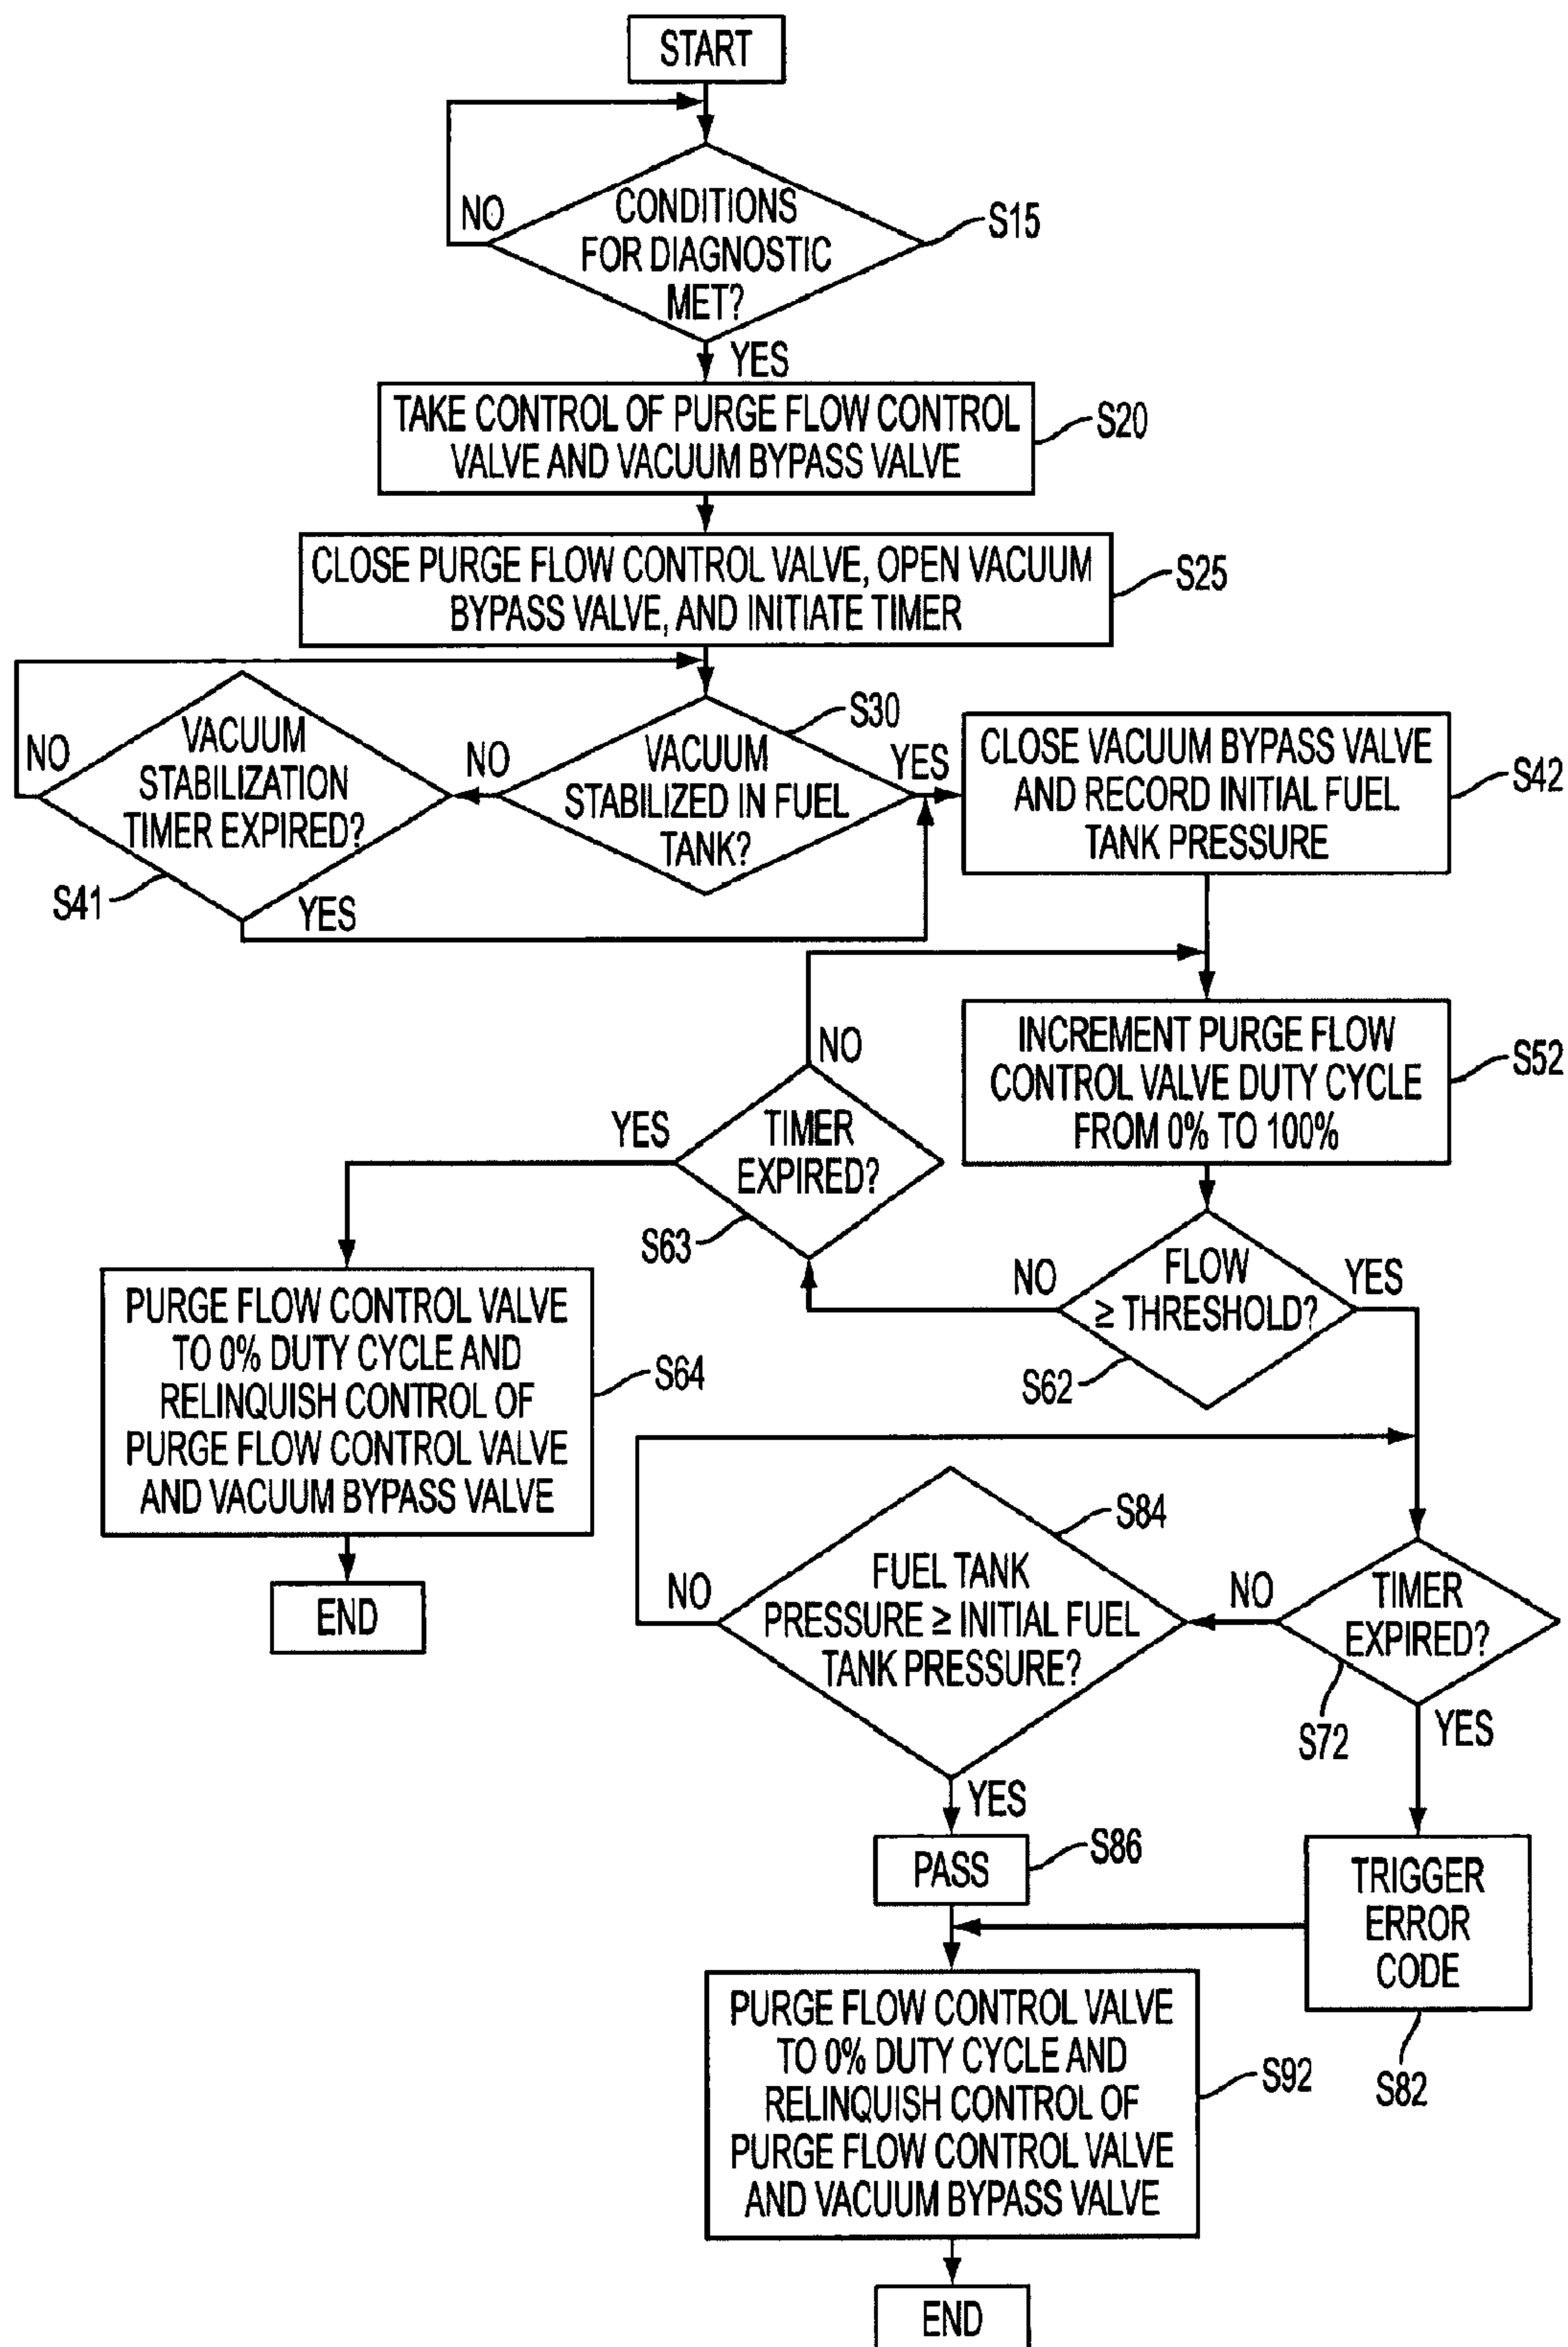 START
NO
CONDITIONS
FOR DIAGNOSTIC
MET?
S15
YES
TAKE CONTROL OF PURGE FLOW CONTROL
VALVE AND VACUUM BYPASS VALVE
S20
CLOSE PURGE FLOW CONTROL VALVE, OPEN VACUUM
BYPASS VALVE, AND INITIATE TIMER
S25
NO
VACUUM
STABILIZATION
TIMER EXPIRED?
S41
YES
NO
VACUUM
STABILIZED IN FUEL
TANK?
S30
YES
CLOSE VACUUM BYPASS VALVE
AND RECORD INITIAL FUEL
TANK PRESSURE
S42
INCREMENT PURGE FLOW
CONTROL VALVE DUTY CYCLE
FROM 0% TO 100%
S52
NO
YES
TIMER
EXPIRED?
S63
NO
FLOW
≥ THRESHOLD?
YES
S62
PURGE FLOW CONTROL VALVE
TO 0% DUTY CYCLE AND
RELINQUISH CONTROL OF
PURGE FLOW CONTROL VALVE
AND VACUUM BYPASS VALVE
S64
END
S84
NO
FUEL TANK
PRESSURE ≥ INITIAL FUEL
TANK PRESSURE?
NO
TIMER
EXPIRED?
S72
YES
YES
PASS
S86
TRIGGER
ERROR
CODE
S82
PURGE FLOW CONTROL VALVE
TO 0% DUTY CYCLE AND
RELINQUISH CONTROL OF
PURGE FLOW CONTROL VALVE
AND VACUUM BYPASS VALVE
S92
END